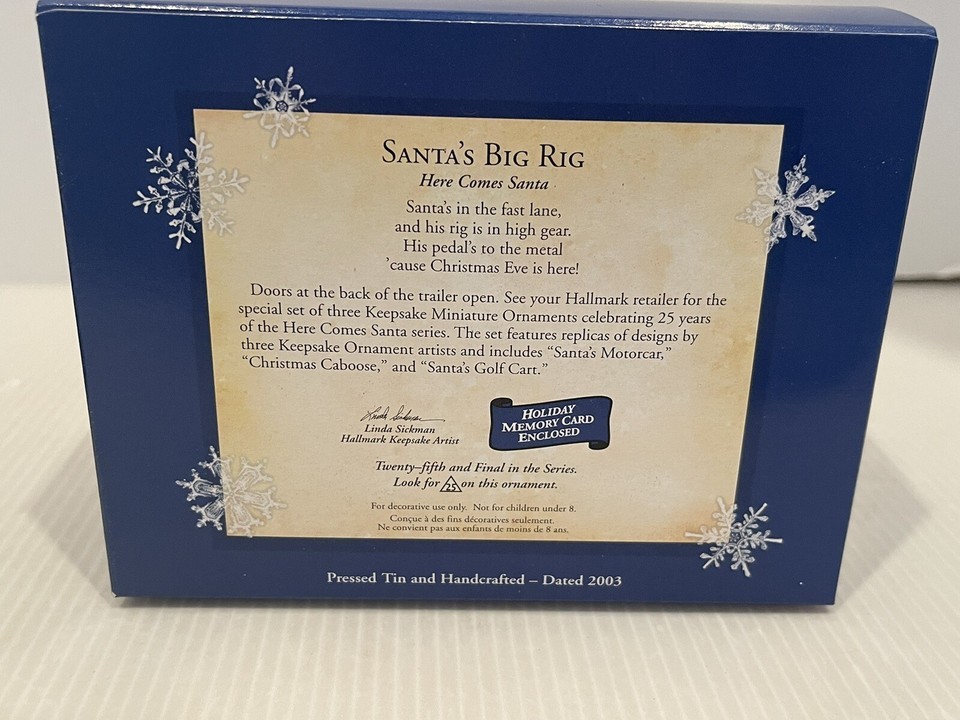 SANTA'S BIG RIG
Here Comes Santa
Santa's in the fast lane,
and his rig is in high gear.
His pedal's to the metal
'cause Christmas Eve is here!
Doors at the back of the trailer open. See your Hallmark retailer for the
special set of three Keepsake Miniature Ornaments celebrating 25 years
of the Here Comes Santa series. The set features replicas of designs by
three Keepsake Ornament artists and includes “Santa's Motorcar,”
“Christmas Caboose,” and “Santa's Golf Cart.”
Linda Sickman
Linda Sickman
Hallmark Keepsake Artist
HOLIDAY
MEMORY CARD
ENCLOSED
Twenty–fifth and Final in the Series.
Look for 25 on this ornament.
For decorative use only. Not for children under 8.
Conçue à des fins décoratives seulement.
Ne convient pas aux enfants de moins de 8 ans.
Pressed Tin and Handcrafted – Dated 2003